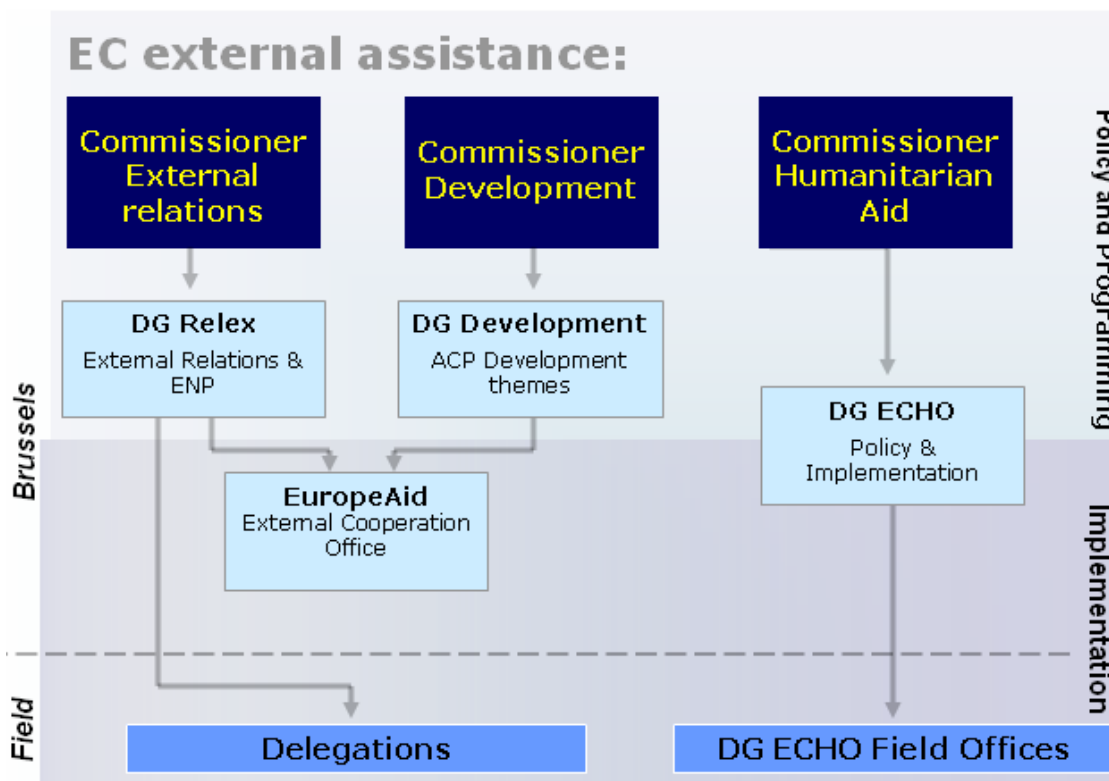 EC external assistance:
Commissioner
External
relations
Commissioner
Development
Commissioner
Humanitarian
Aid
DG Relex
External Relations &
ENP
DG Development
ACP Development
themes
DG ECHO
Policy &
Implementation
EuropeAid
External Cooperation
Office
Delegations
DG ECHO Field Offices
Brussels
Field
Policy and Programming
Implementation